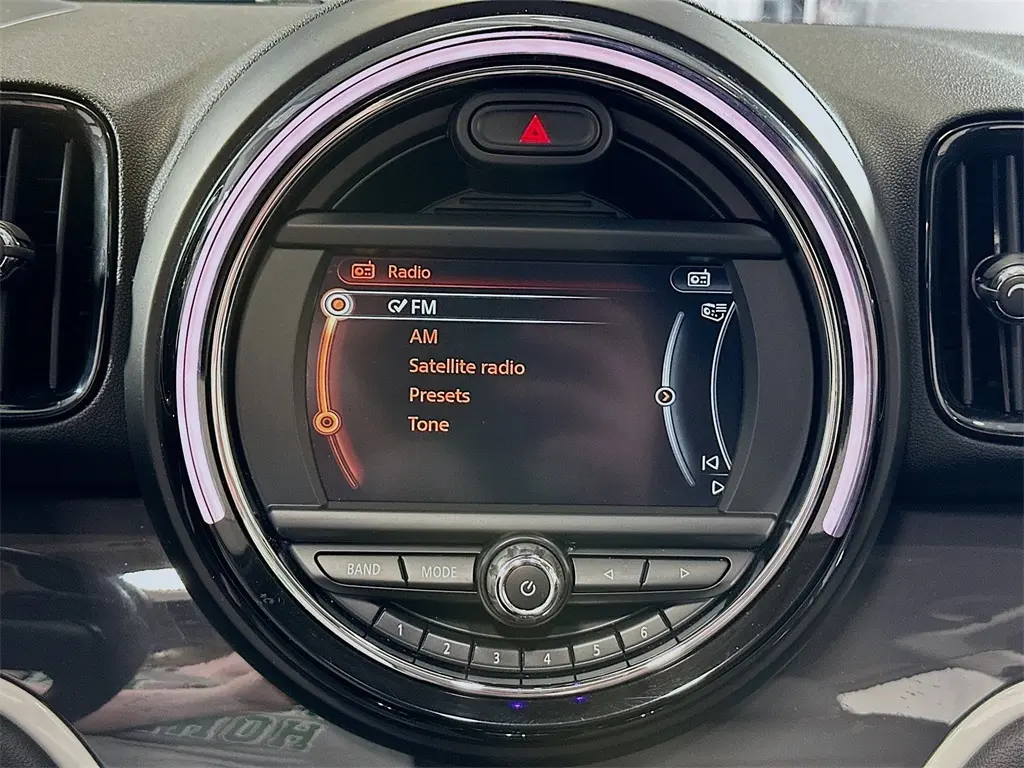 Radio
FM
AM
Satellite radio
Presets
Tone
BAND
MODE
1
2
3
4
5
6